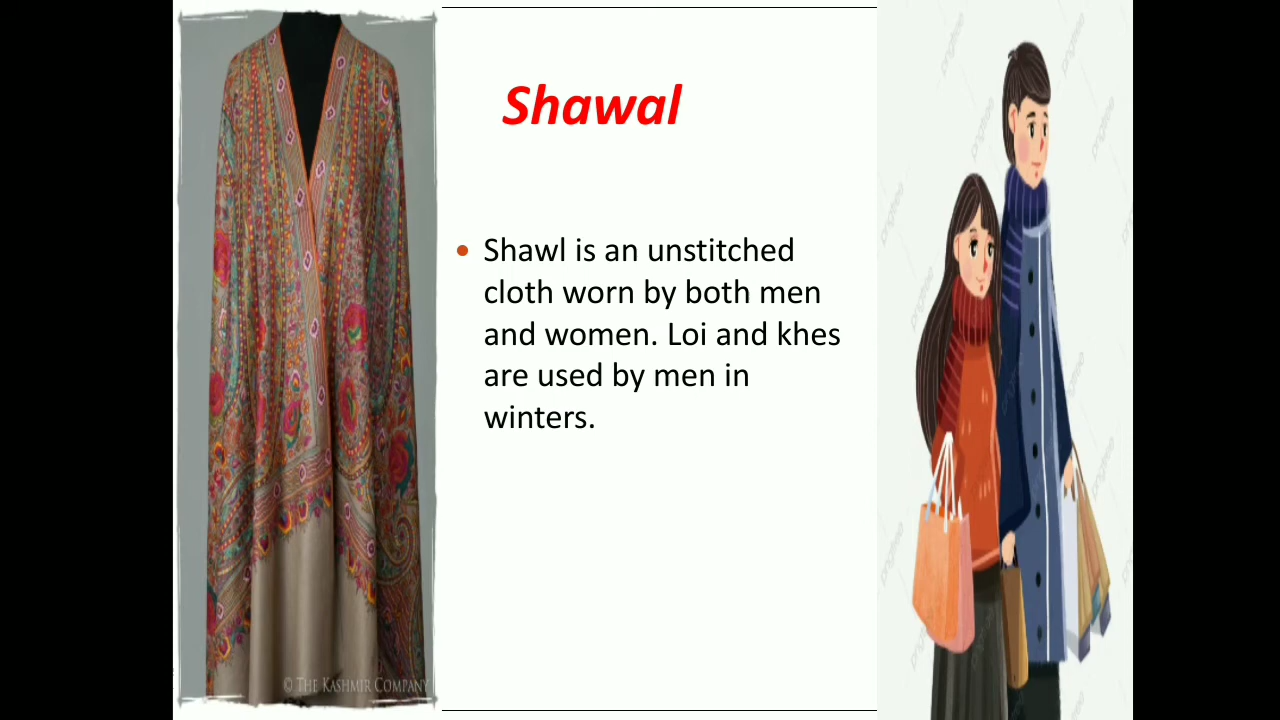 Shawal
Shawl is an unstitched
cloth worn by both men
and women. Loi and khes
are used by men in
winters.
© THE KASHMIR COMPANY